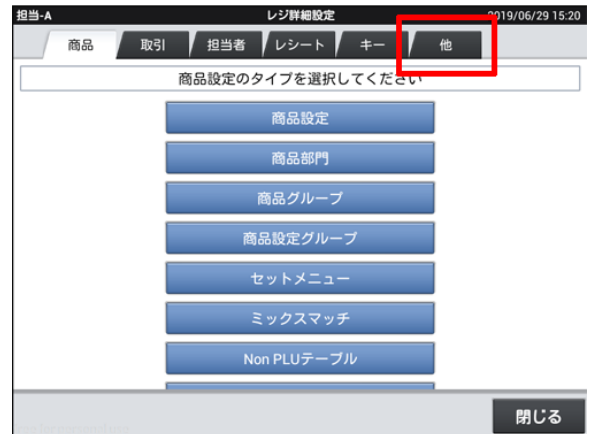 担当-A レジ詳細設定 2019/06/29 15:20
商品 取引 担当者 レシート キー 他
商品設定のタイプを選択してください
商品設定
商品部門
商品グループ
商品設定グループ
セットメニュー
ミックスマッチ
Non PLUテーブル
閉じる